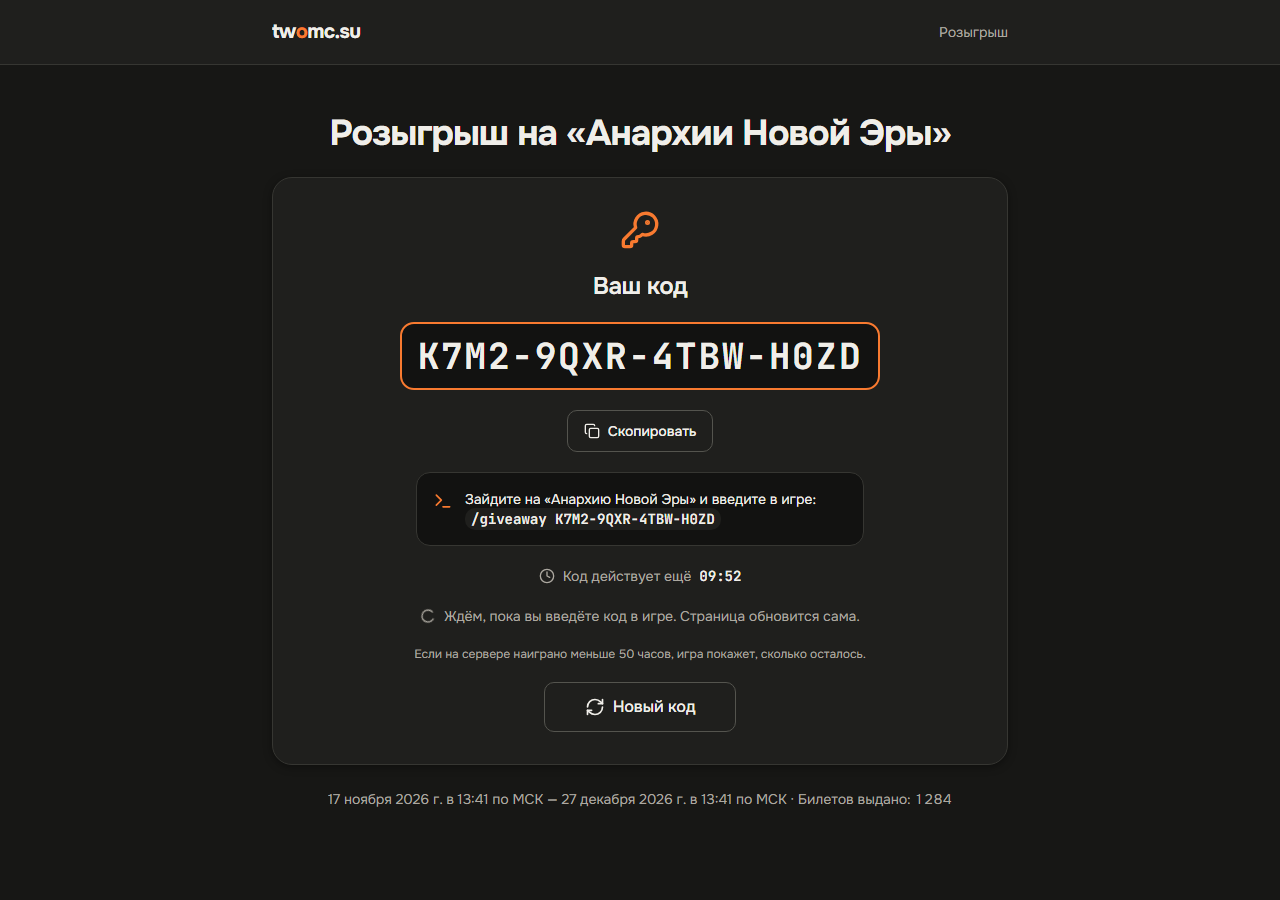 twomc.su
Розыгрыш
Розыгрыш на «Анархии Новой Эры»
Ваш код
K7M2-9QXR-4TBW-H0ZD
Скопировать
Зайдите на «Анархию Новой Эры» и введите в игре:
/giveaway K7M2-9QXR-4TBW-H0ZD
Код действует ещё 09:52
Ждём, пока вы введёте код в игре. Страница обновится сама.
Если на сервере наиграно меньше 50 часов, игра покажет, сколько осталось.
Новый код
17 ноября 2026 г. в 13:41 по МСК — 27 декабря 2026 г. в 13:41 по МСК · Билетов выдано: 1 284